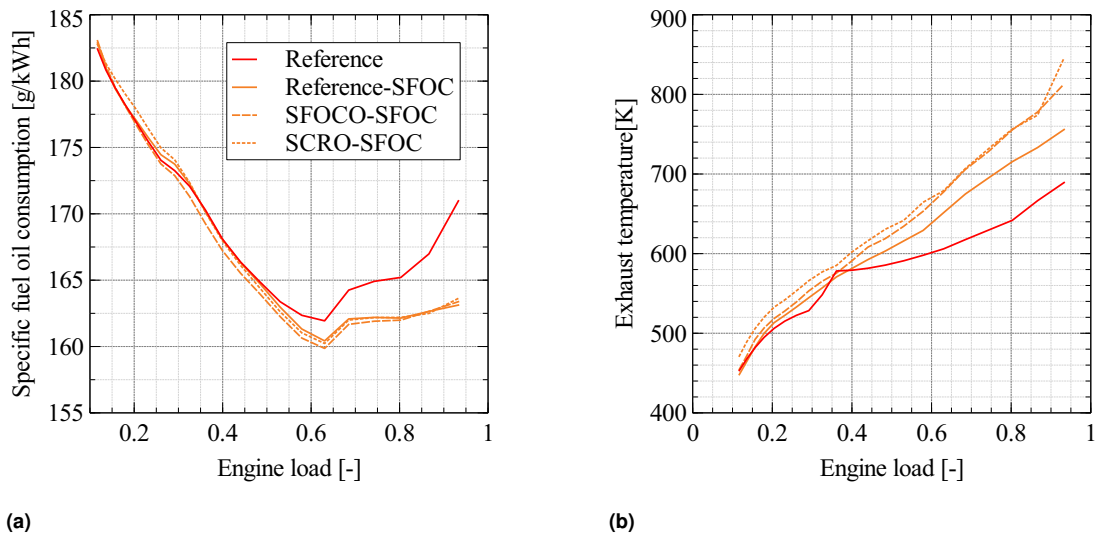 185
180
175
170
165
160
155
Specific fuel oil consumption [g/kWh]
Reference
Reference-SFOC
SFOCO-SFOC
SCRO-SFOC
0.2 0.4 0.6 0.8 1
Engine load [-]
(a)
900
800
700
600
500
400
Exhaust temperature[K]
0 0.2 0.4 0.6 0.8 1
Engine load [-]
(b)